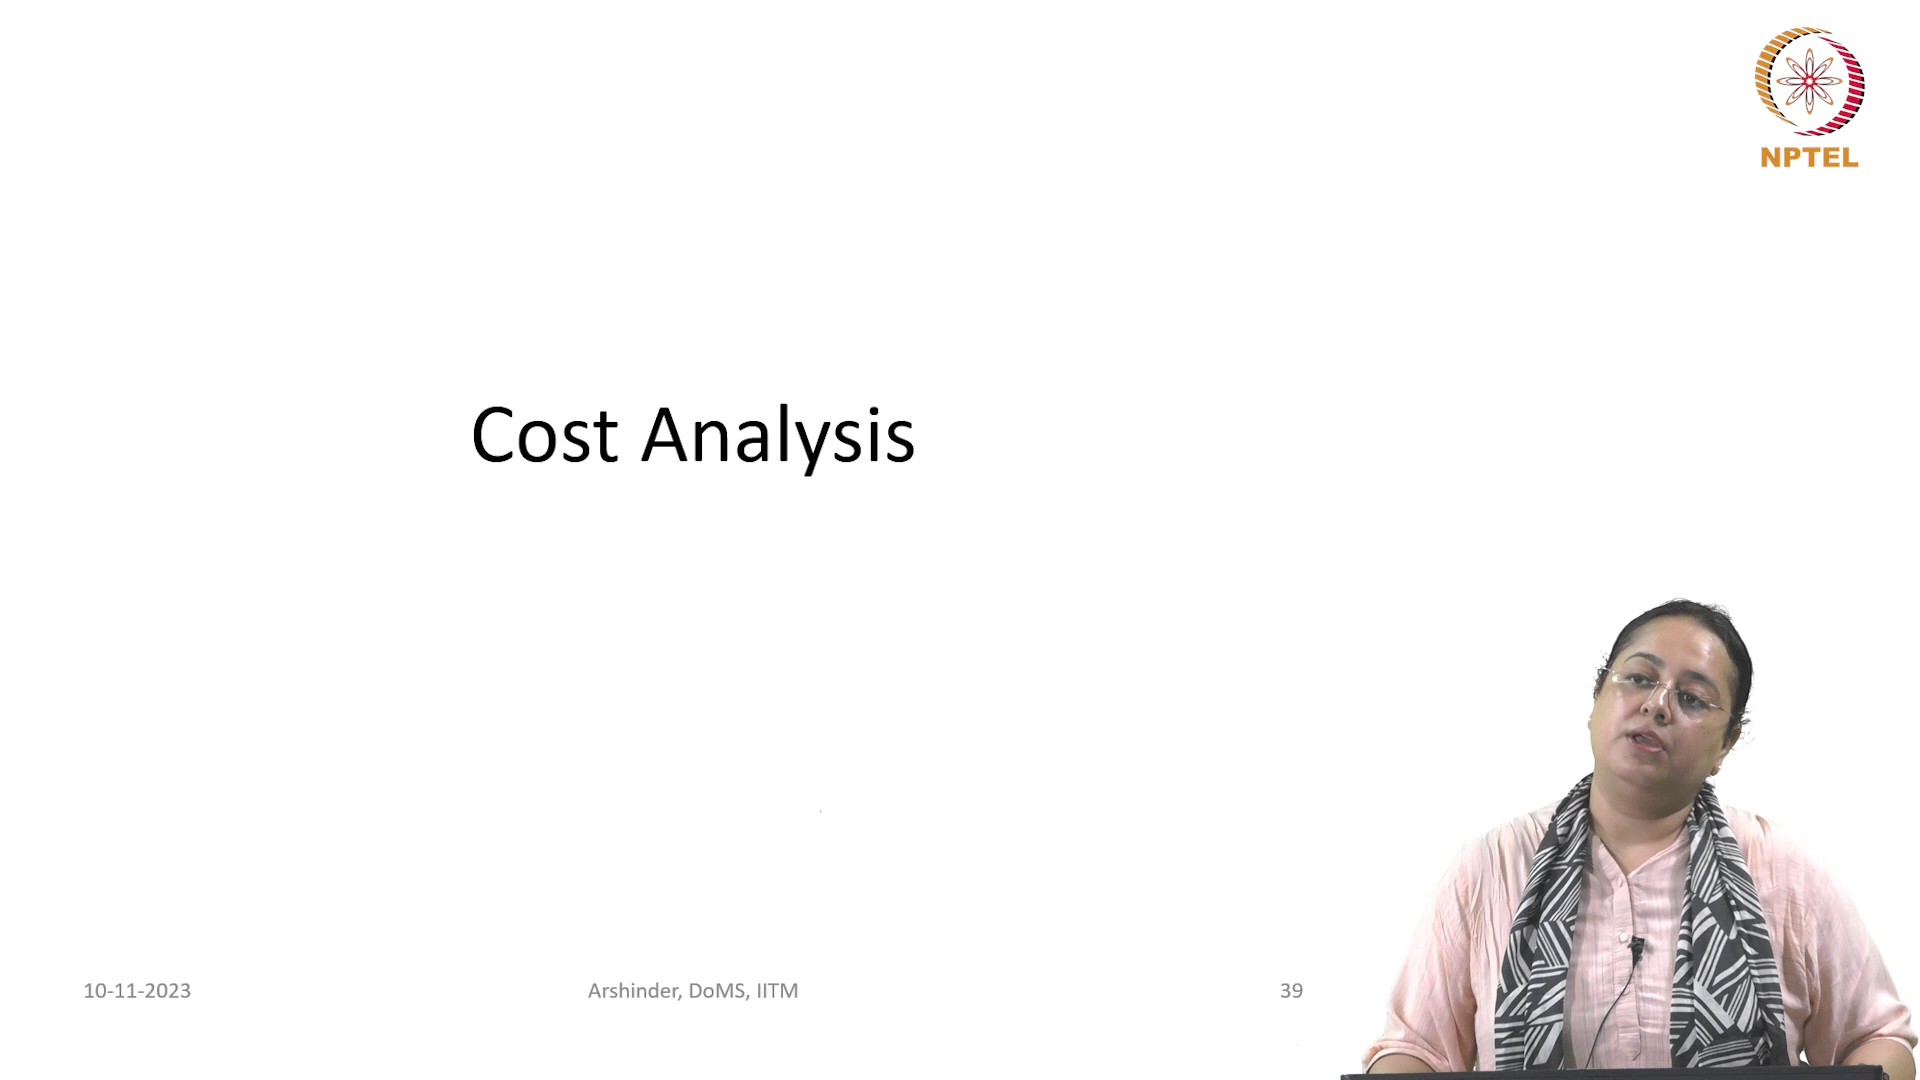 NPTEL
Cost Analysis
10-11-2023
Arshinder, DoMS, IITM
39